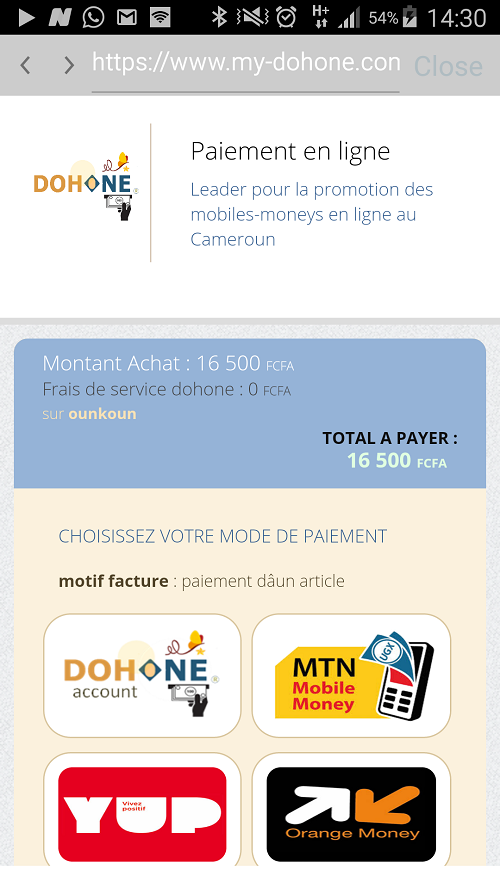 54% 14:30
https://www.my-dohone.con
Close
DOHONE
®
Paiement en ligne
Leader pour la promotion des
mobiles-moneys en ligne au
Cameroun
Montant Achat : 16 500 FCFA
Frais de service dohone : 0 FCFA
sur ounkoun
TOTAL A PAYER :
16 500 FCFA
CHOISISSEZ VOTRE MODE DE PAIEMENT
motif facture : paiement dâun article
DOHONE
®
account
MTN
Mobile
Money
UGX
YUP
Vivez
positif
Orange Money